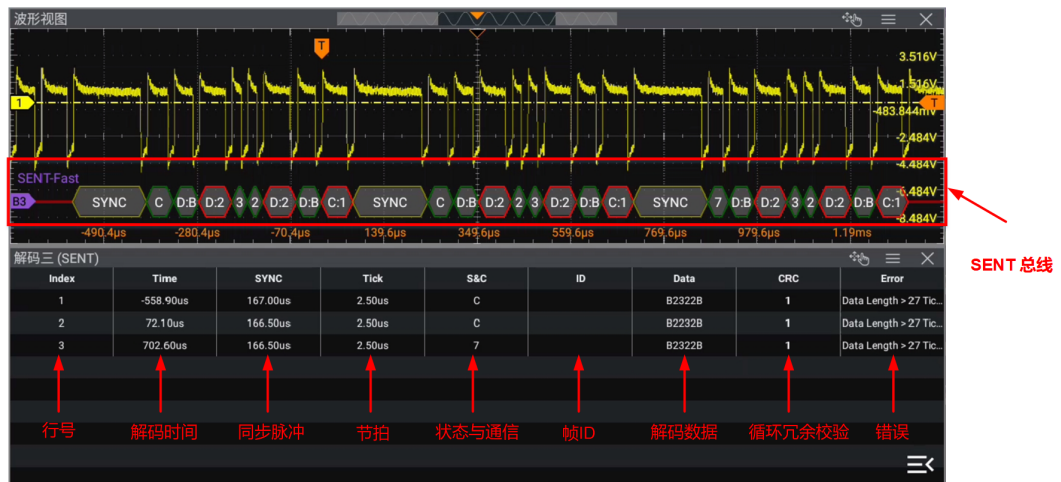 波形视图
T
3.516V
1.516V
1
T
-483.844mV
-2.484V
-4.484V
SENT-Fast
-6.484V
B3 SYNC C D:B D:2 3 2 D:2 D:B C:1 SYNC C D:B D:2 2 3 D:2 D:B C:1 SYNC 7 D:B D:2 3 2 D:2 D:B C:1
-8.484V
-490.4µs -280.4µs -70.4µs 139.6µs 349.6µs 559.6µs 769.6µs 979.6µs 1.19ms
SENT 总线
解码三 (SENT)
Index Time SYNC Tick S&C ID Data CRC Error
1 -558.90us 167.00us 2.50us C B2322B 1 Data Length > 27 Tic...
2 72.10us 166.50us 2.50us C B2232B 1 Data Length > 27 Tic...
3 702.60us 166.50us 2.50us 7 B2322B 1 Data Length > 27 Tic...
行号 解码时间 同步脉冲 节拍 状态与通信 帧ID 解码数据 循环冗余校验 错误